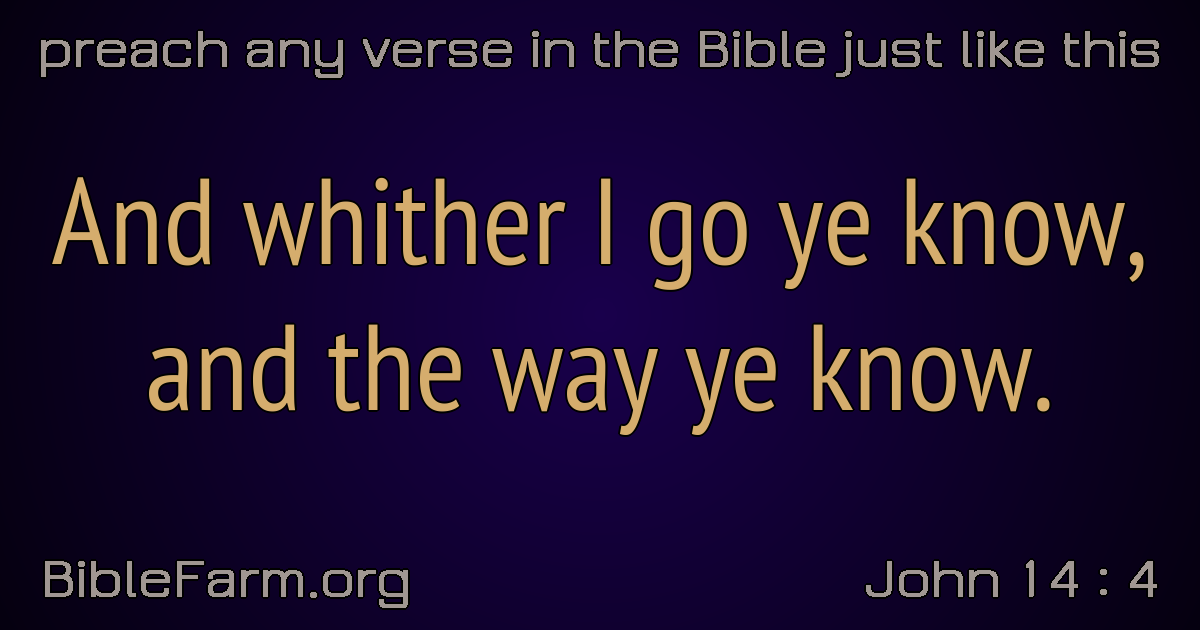 preach any verse in the Bible just like this
And whither I go ye know,
and the way ye know.
BibleFarm.org
John 14 : 4